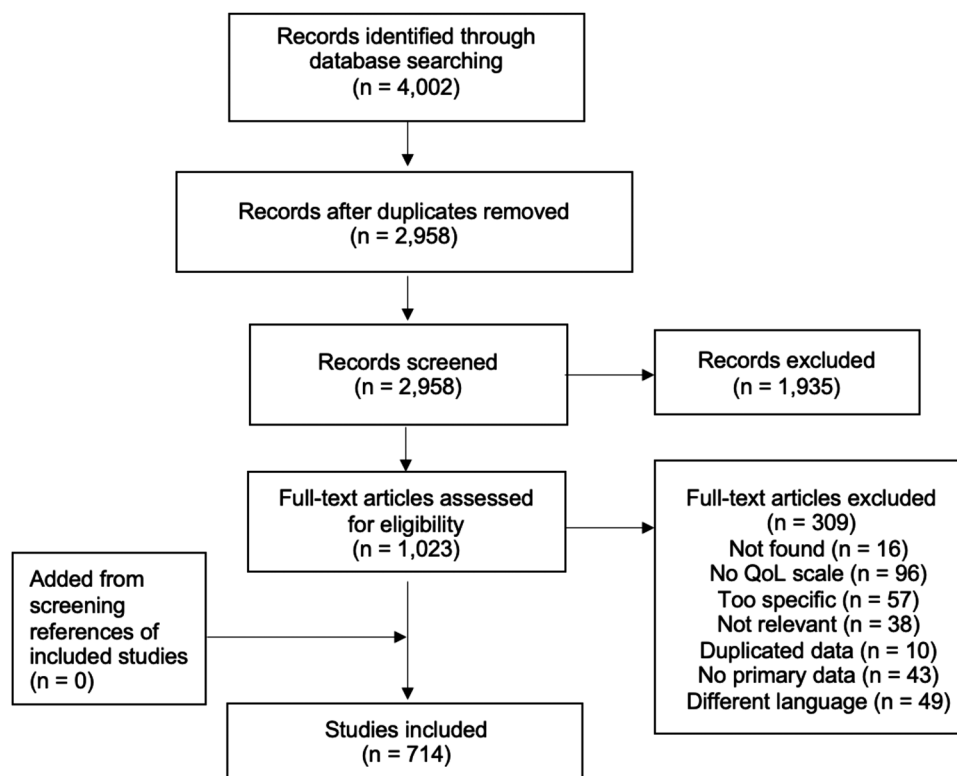 Records identified through
database searching
(n = 4,002)
Records after duplicates removed
(n = 2,958)
Records screened
(n = 2,958)
Records excluded
(n = 1,935)
Full-text articles assessed
for eligibility
(n = 1,023)
Full-text articles excluded
(n = 309)
Not found (n = 16)
No QoL scale (n = 96)
Too specific (n = 57)
Not relevant (n = 38)
Duplicated data (n = 10)
No primary data (n = 43)
Different language (n = 49)
Added from
screening
references of
included studies
(n = 0)
Studies included
(n = 714)